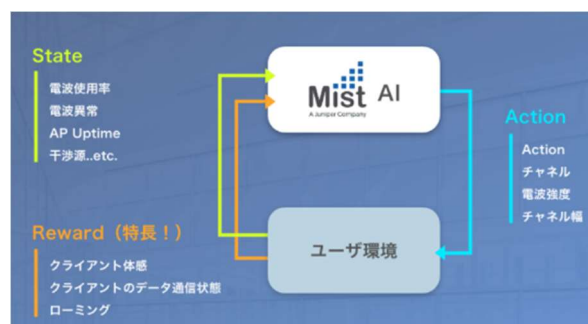 State
電波使用率
電波異常
AP Uptime
干渉源..etc.
Mist AI
A Juniper Company
Action
Action
チャネル
電波強度
チャネル幅
Reward（特長！）
クライアント体感
クライアントのデータ通信状態
ローミング
ユーザ環境